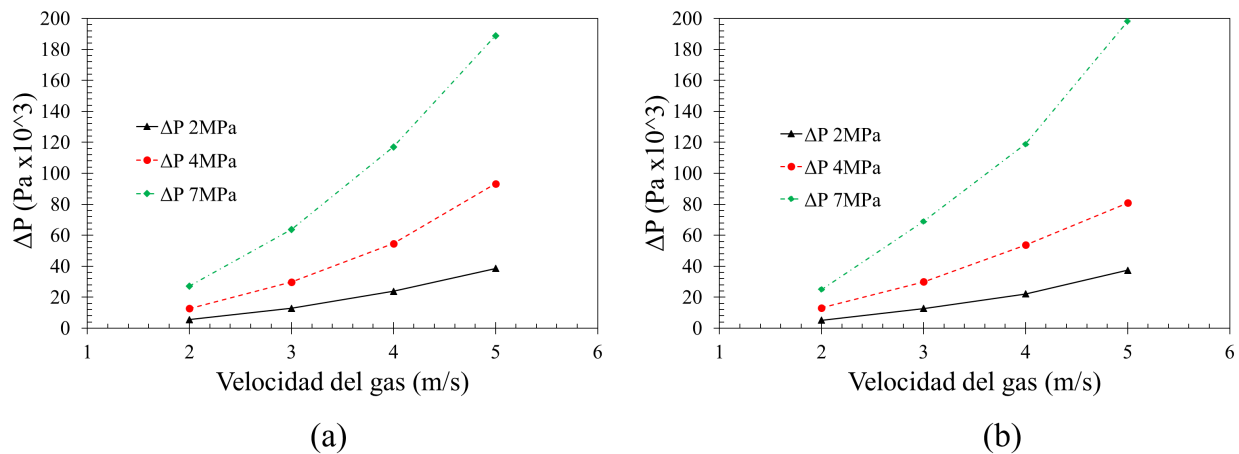 200
180
160
140
120
100
80
60
40
20
0
ΔP (Pa x10^3)
ΔP 2MPa
ΔP 4MPa
ΔP 7MPa
1 2 3 4 5 6
Velocidad del gas (m/s)
(a)
200
180
160
140
120
100
80
60
40
20
0
ΔP (Pa x10^3)
ΔP 2MPa
ΔP 4MPa
ΔP 7MPa
1 2 3 4 5 6
Velocidad del gas (m/s)
(b)